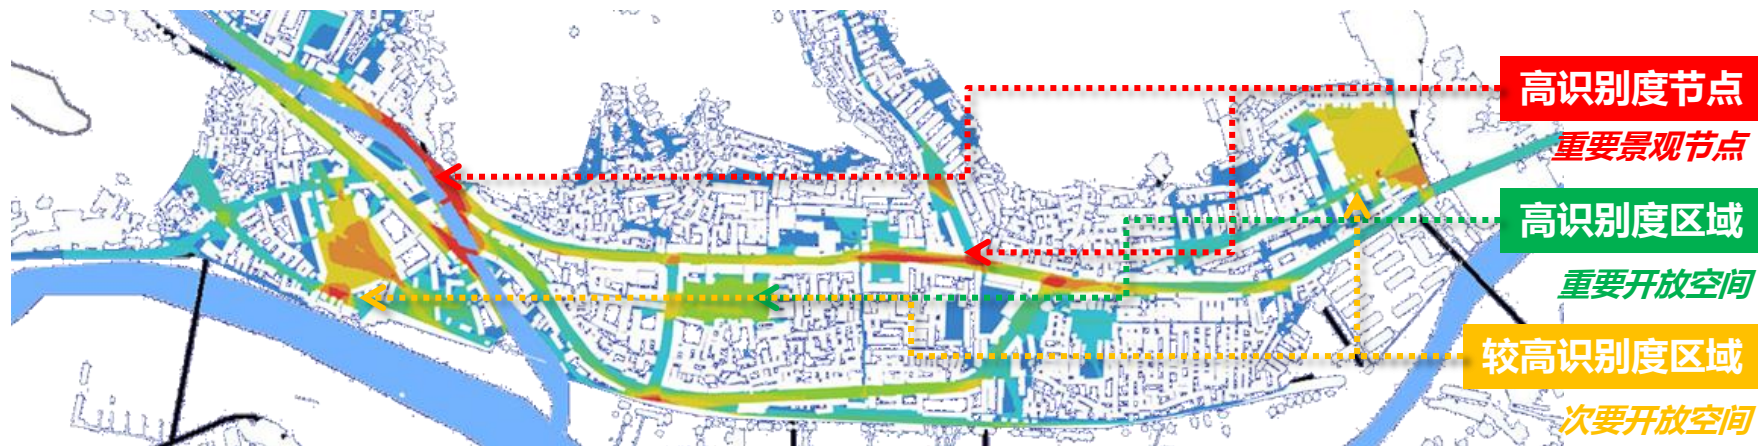 高识别度节点
重要景观节点
高识别度区域
重要开放空间
较高识别度区域
次要开放空间